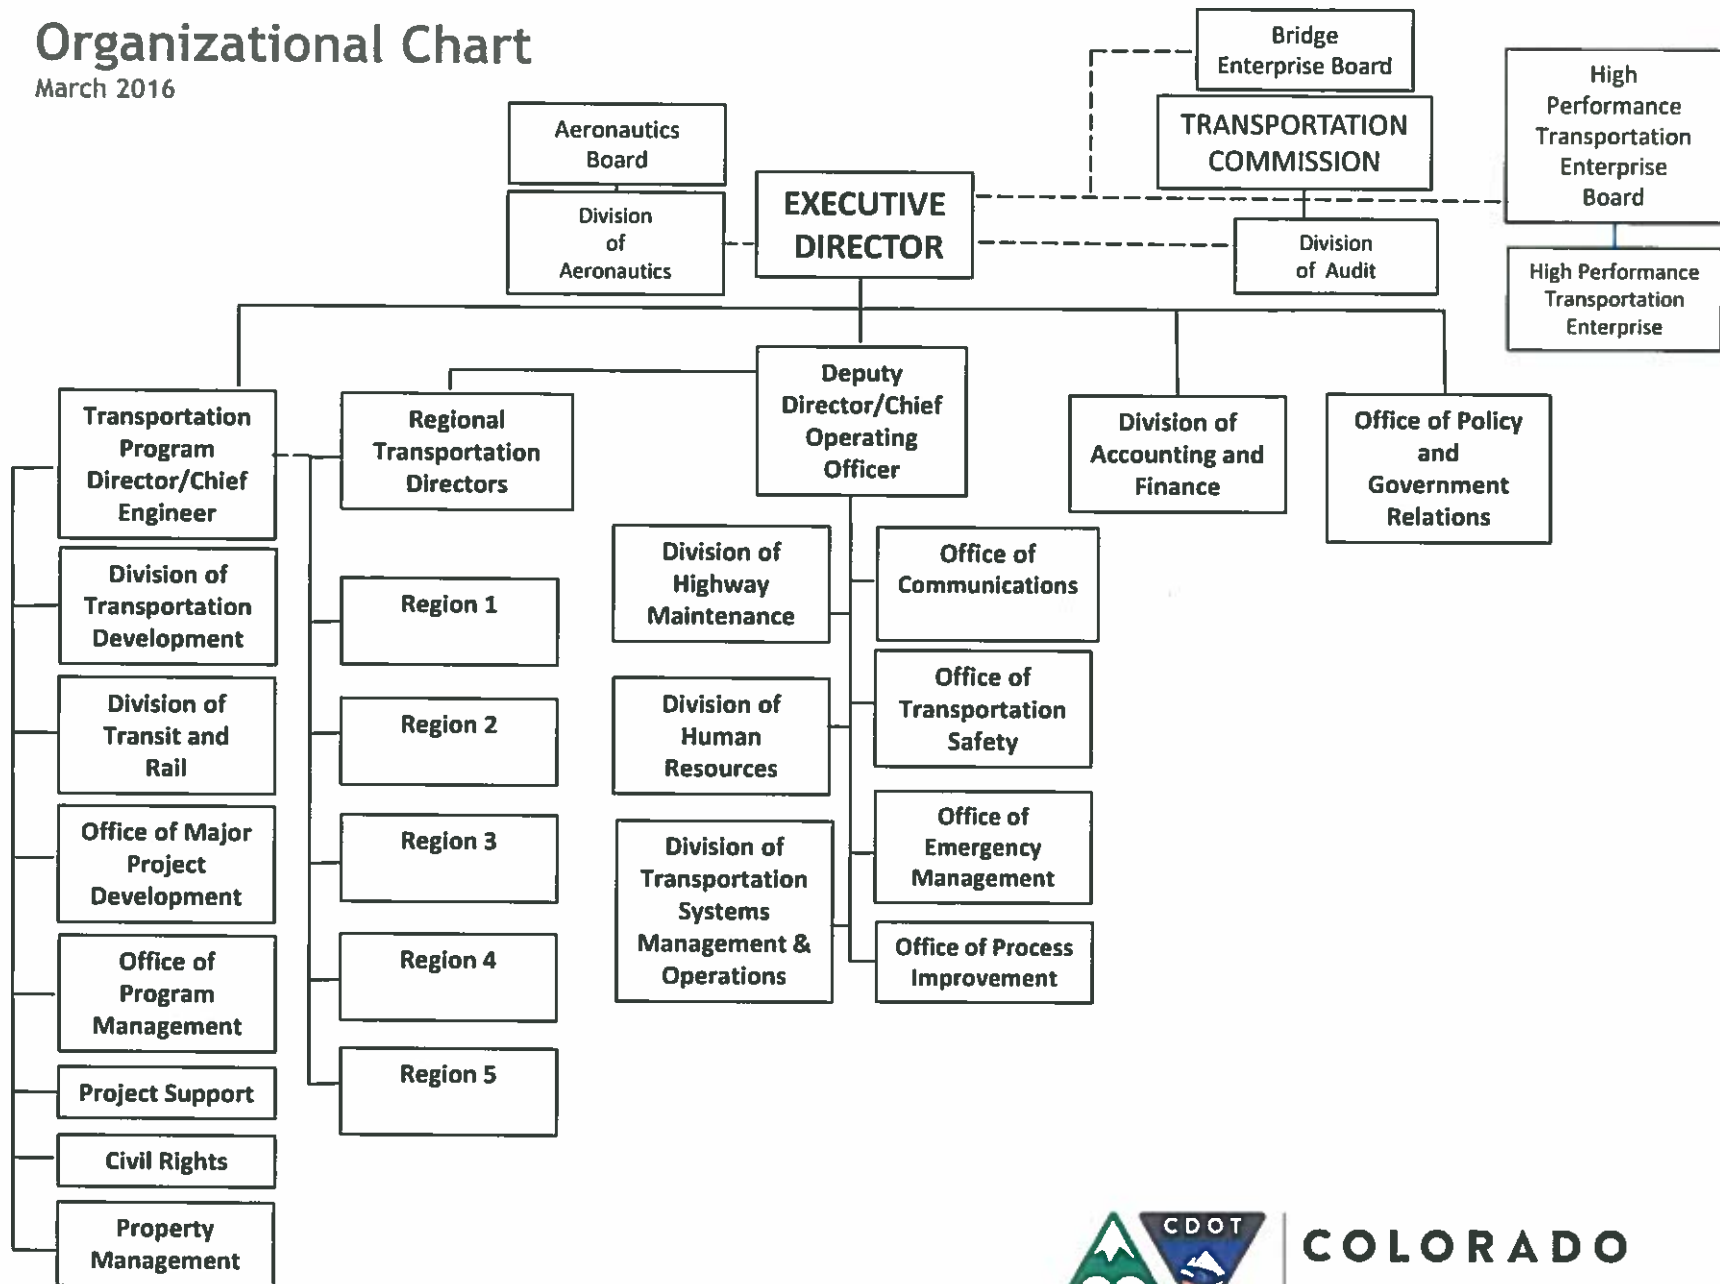 Organizational Chart
March 2016
Bridge
Enterprise Board
High
Performance
Transportation
Enterprise
Board
TRANSPORTATION
COMMISSION
Aeronautics
Board
EXECUTIVE
DIRECTOR
Division
of
Aeronautics
Division
of Audit
High Performance
Transportation
Enterprise
Transportation
Program
Director/Chief
Engineer
Regional
Transportation
Directors
Deputy
Director/Chief
Operating
Officer
Division of
Accounting and
Finance
Office of Policy
and
Government
Relations
Division of
Transportation
Development
Division of
Transit and
Rail
Office of Major
Project
Development
Office of
Program
Management
Project Support
Civil Rights
Property
Management
Region 1
Region 2
Region 3
Region 4
Region 5
Division of
Highway
Maintenance
Division of
Human
Resources
Division of
Transportation
Systems
Management &
Operations
Office of
Communications
Office of
Transportation
Safety
Office of
Emergency
Management
Office of Process
Improvement
CDOT
COLORADO